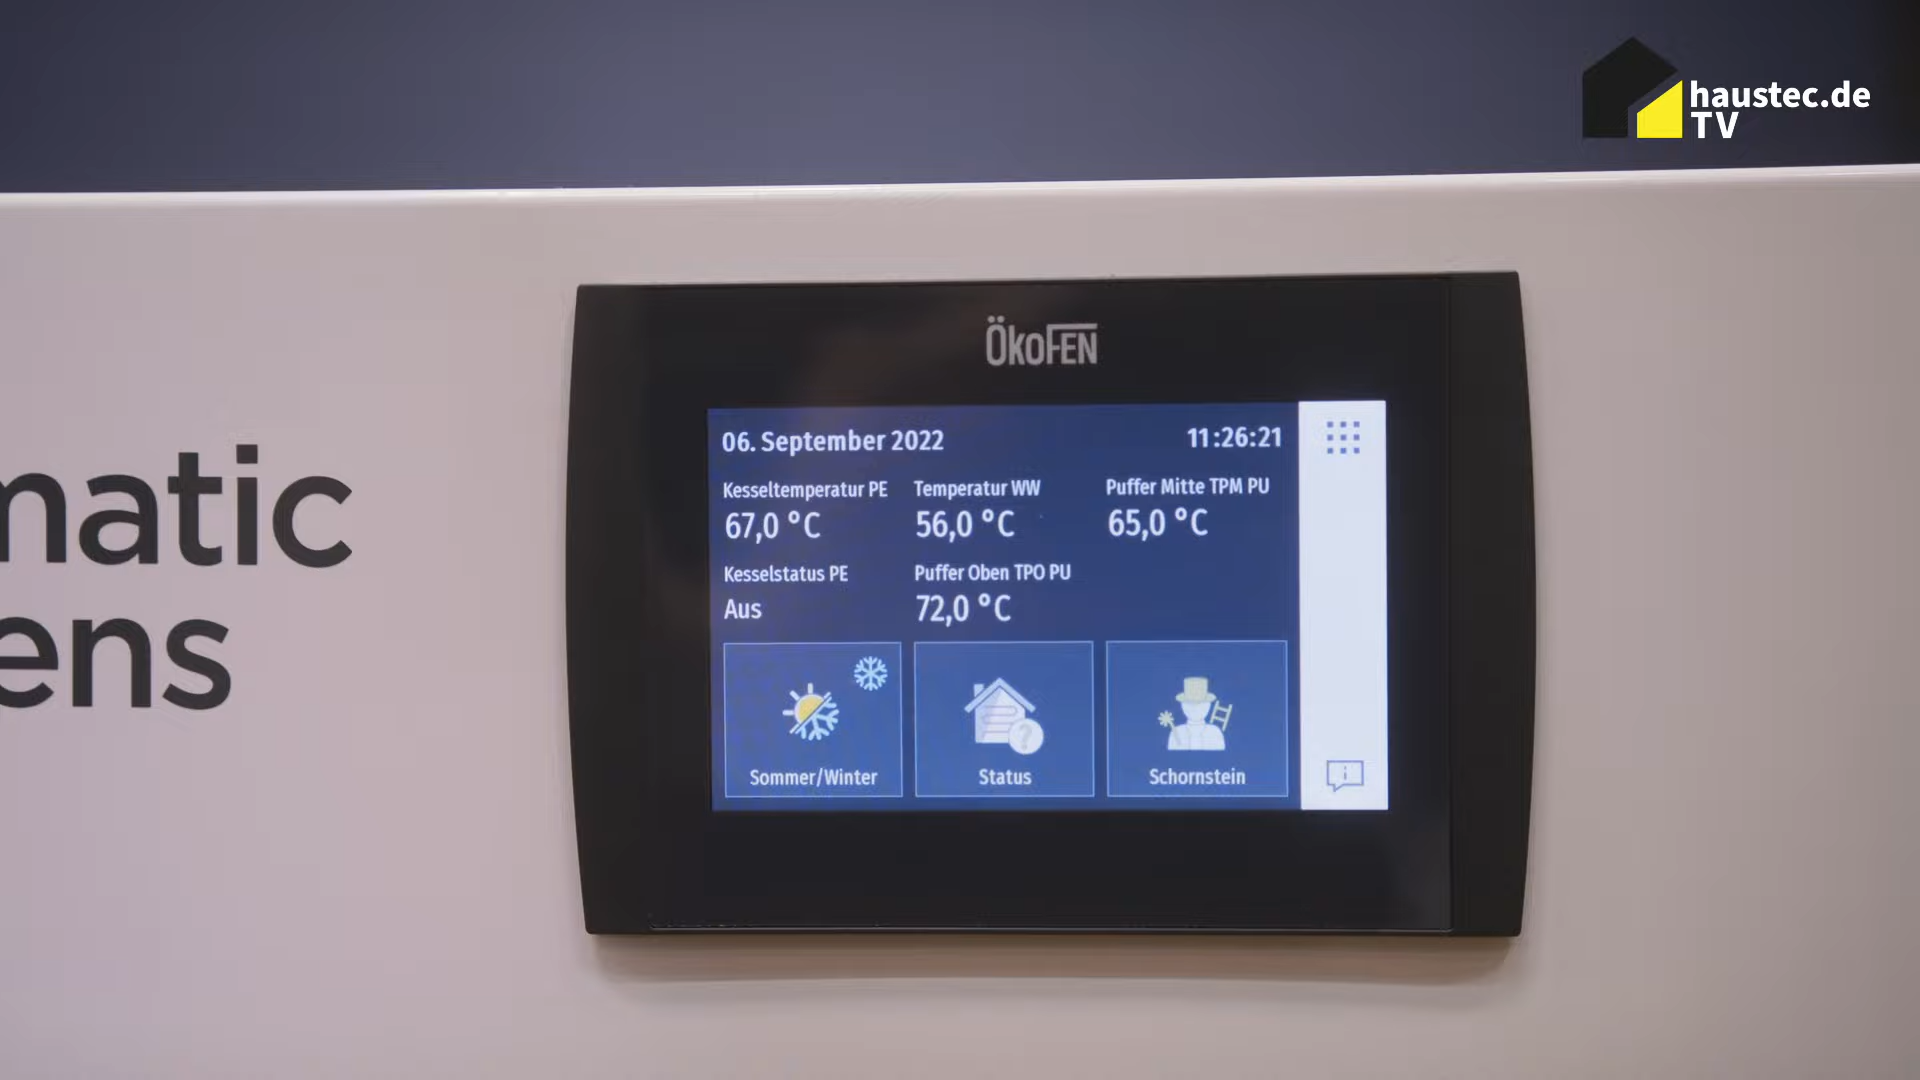 haustec.de
TV
matic
ens
ÖkoFEN
06. September 2022 11:26:21
Kesseltemperatur PE Temperatur WW Puffer Mitte TPM PU
67,0 °C 56,0 °C 65,0 °C
Kesselstatus PE Puffer Oben TPO PU
Aus 72,0 °C
Sommer/Winter Status Schornstein